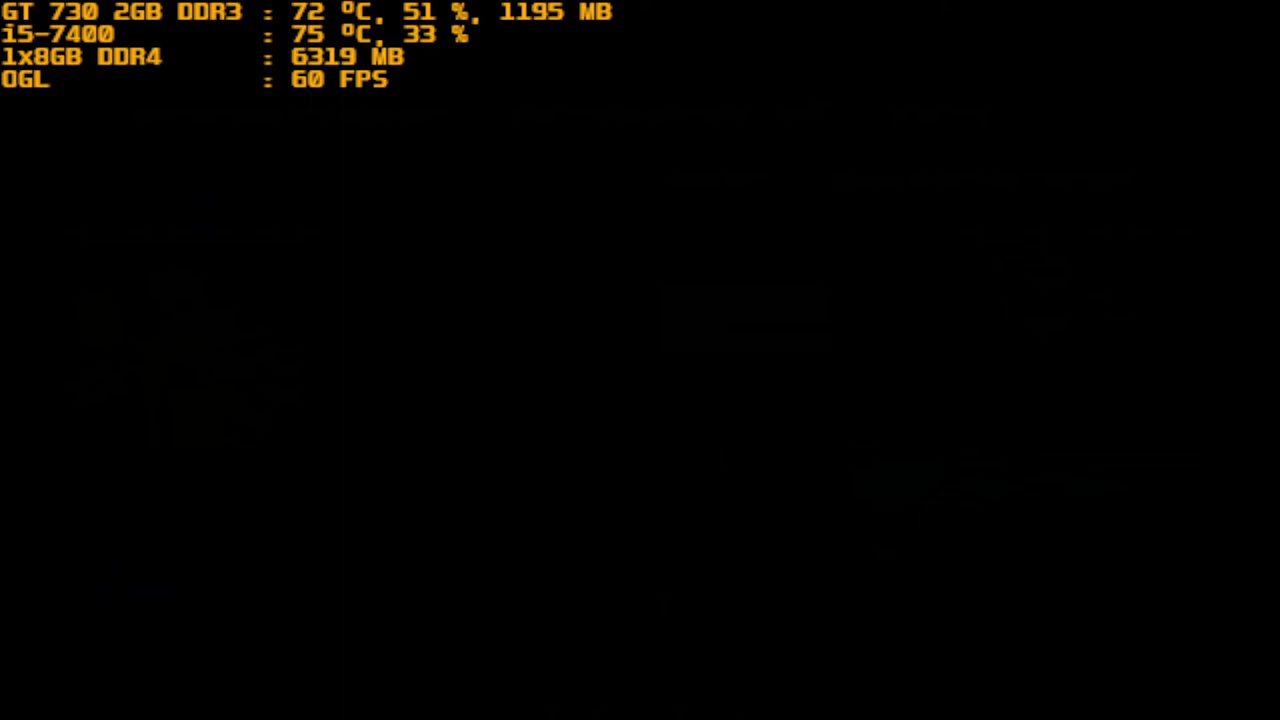 GT 730 2GB DDR3 : 72 ºC, 51 %, 1195 MB
i5-7400 : 75 ºC, 33 %
1x8GB DDR4 : 6319 MB
OGL : 60 FPS